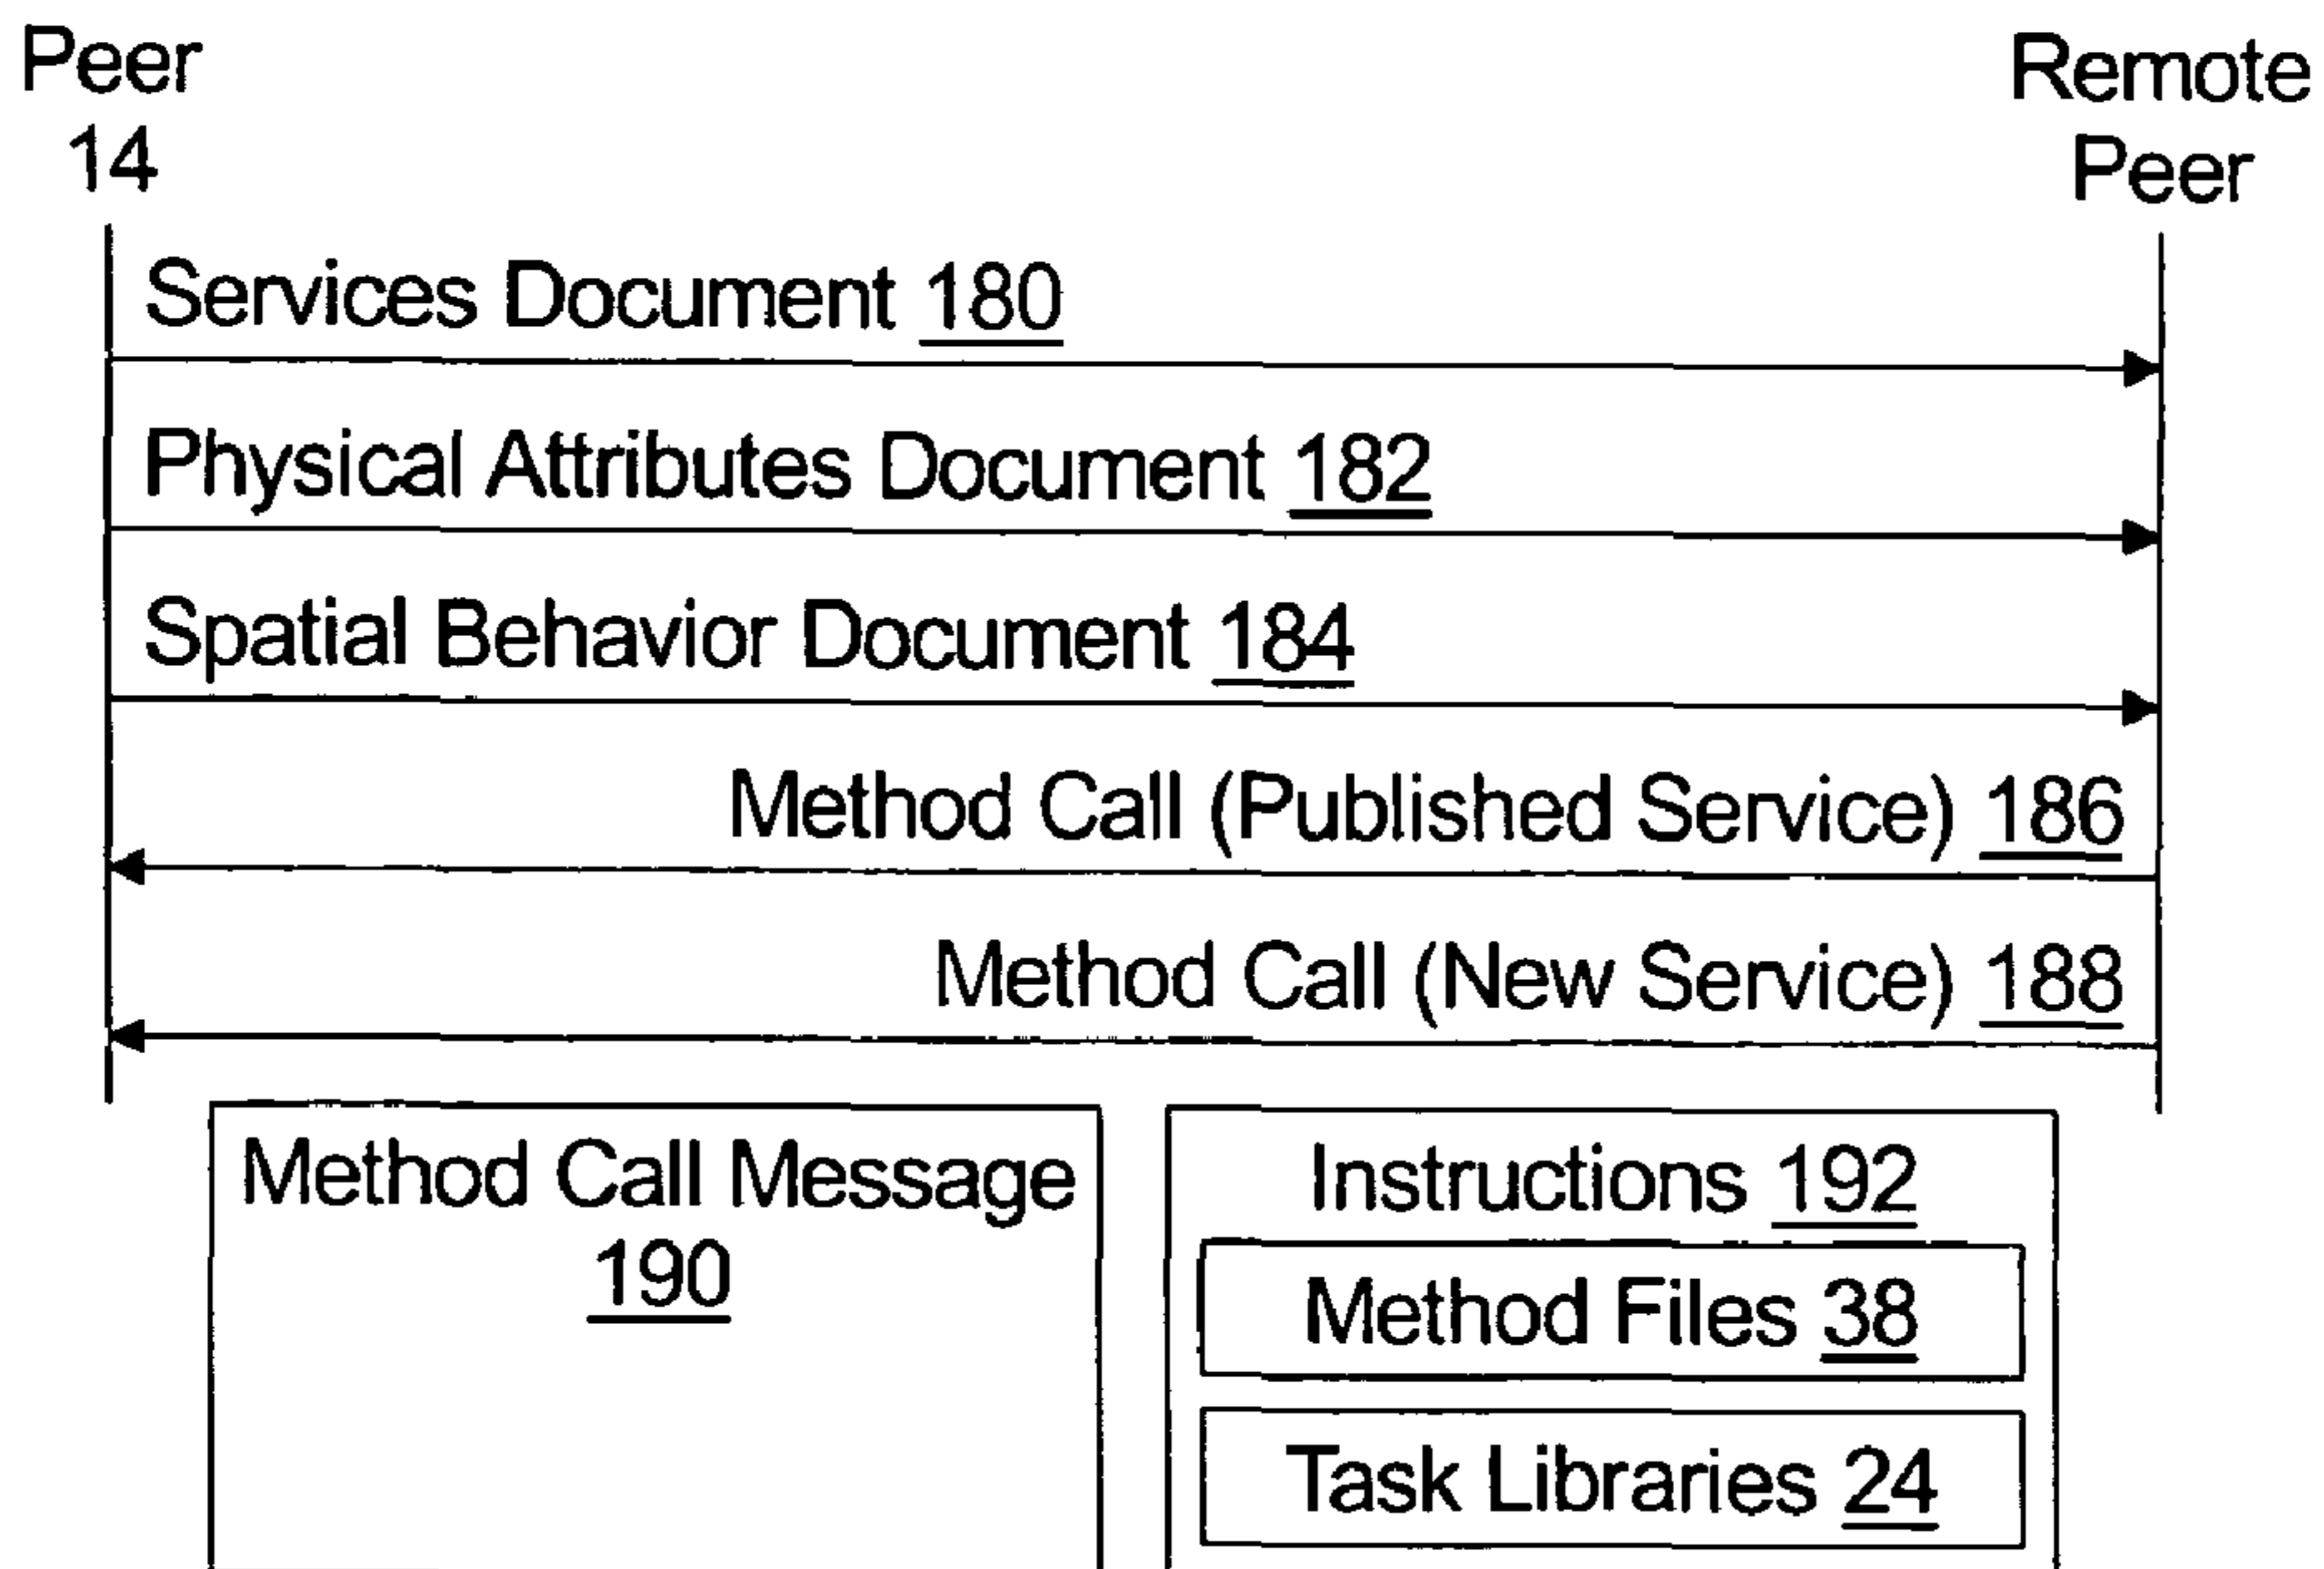 Peer
14
Remote
Peer
Services Document 180
Physical Attributes Document 182
Spatial Behavior Document 184
Method Call (Published Service) 186
Method Call (New Service) 188
Method Call Message
190
Instructions 192
Method Files 38
Task Libraries 24